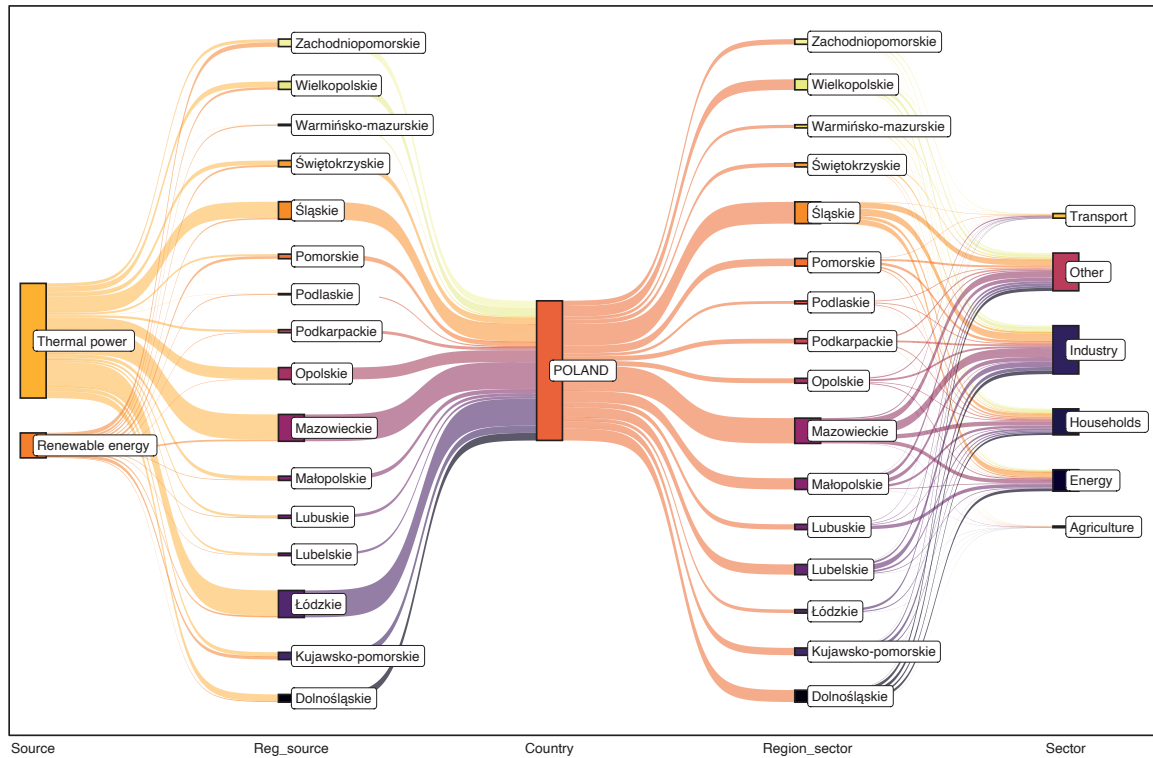 Zachodniopomorskie
Wielkopolskie
Warmińsko-mazurskie
Świętokrzyskie
Śląskie
Pomorskie
Podlaskie
Podkarpackie
Opolskie
Mazowieckie
Małopolskie
Lubuskie
Lubelskie
Łódzkie
Kujawsko-pomorskie
Dolnośląskie
Thermal power
Renewable energy
POLAND
Zachodniopomorskie
Wielkopolskie
Warmińsko-mazurskie
Świętokrzyskie
Śląskie
Pomorskie
Podlaskie
Podkarpackie
Opolskie
Mazowieckie
Małopolskie
Lubuskie
Lubelskie
Łódzkie
Kujawsko-pomorskie
Dolnośląskie
Transport
Other
Industry
Households
Energy
Agriculture
Source
Reg_source
Country
Region_sector
Sector